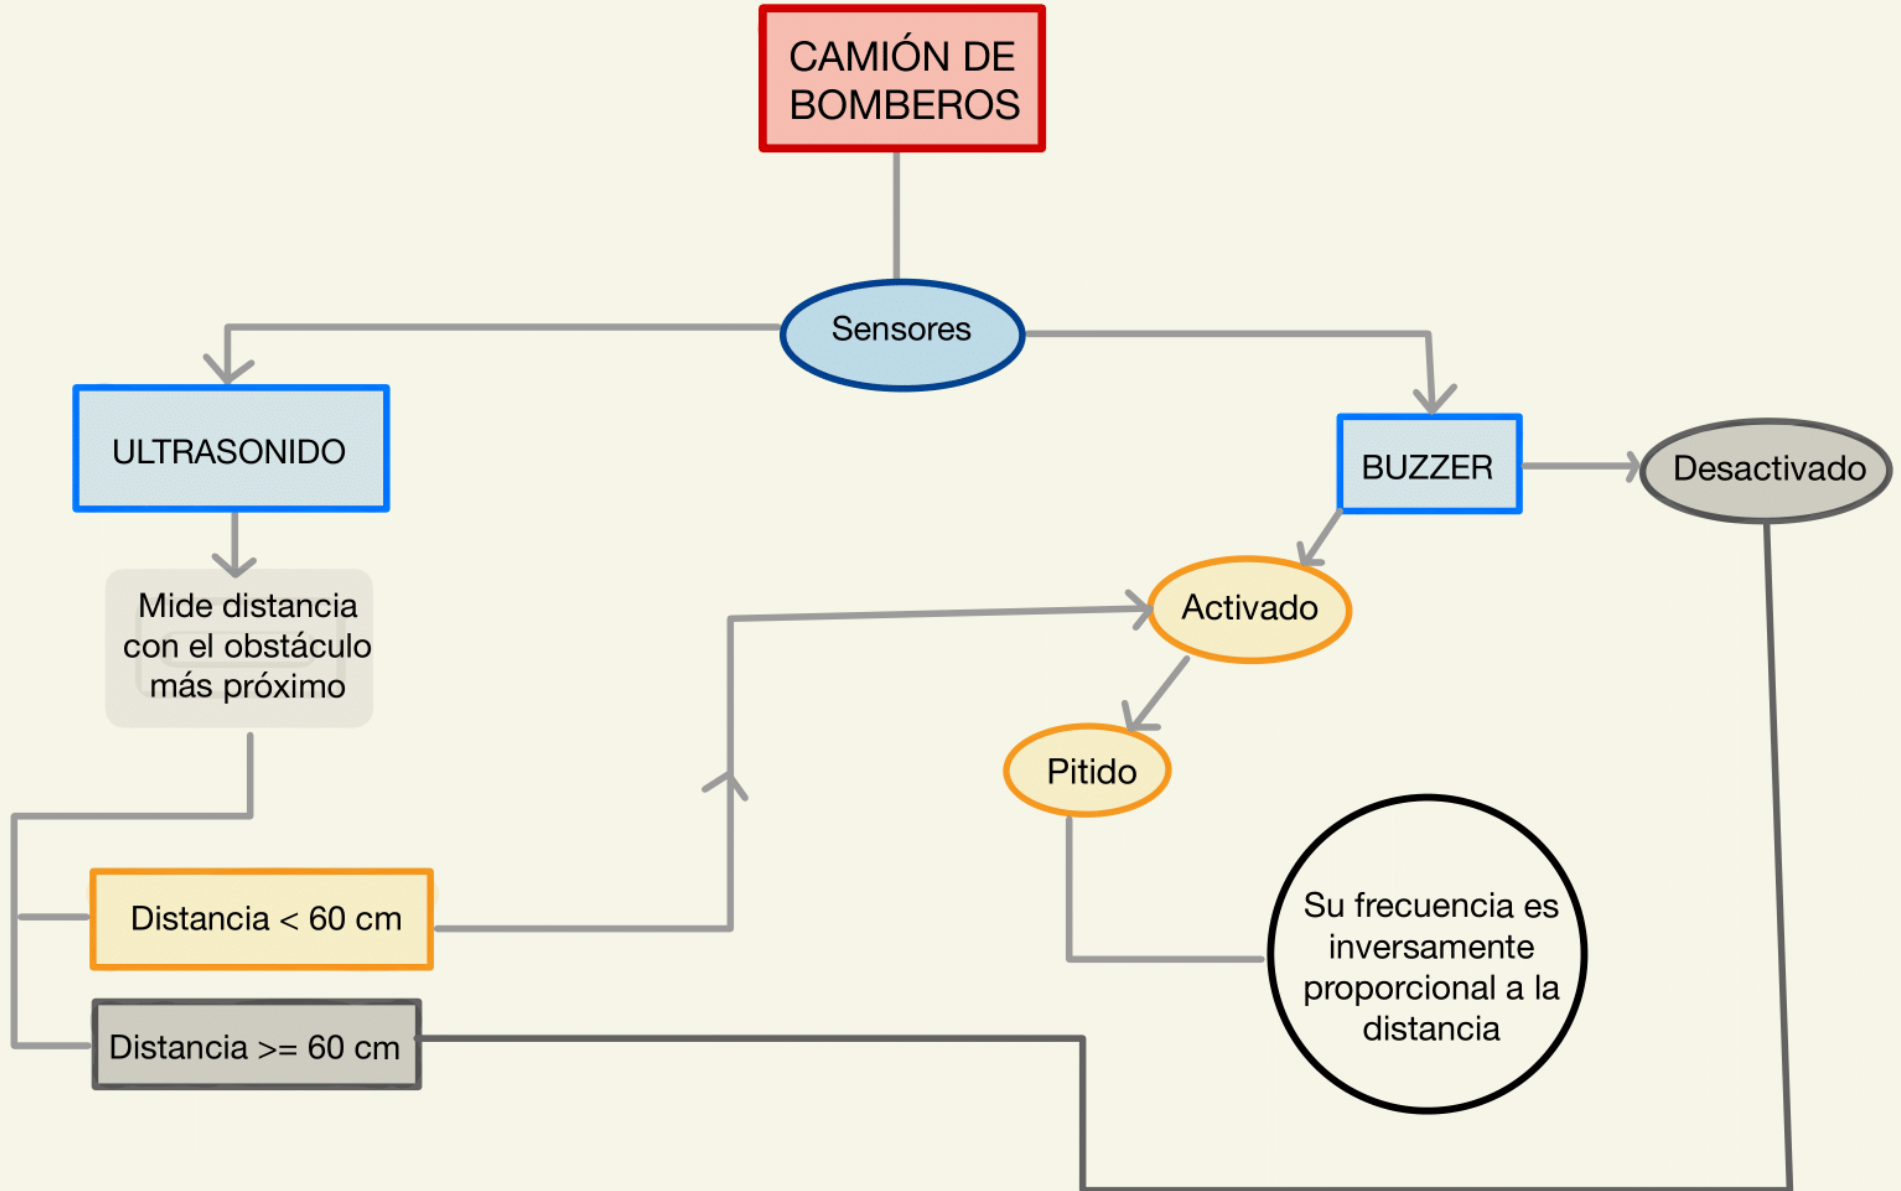 CAMIÓN DE
BOMBEROS
Sensores
ULTRASONIDO
BUZZER
Desactivado
Mide distancia
con el obstáculo
más próximo
Activado
Pitido
Distancia < 60 cm
Distancia >= 60 cm
Su frecuencia es
inversamente
proporcional a la
distancia